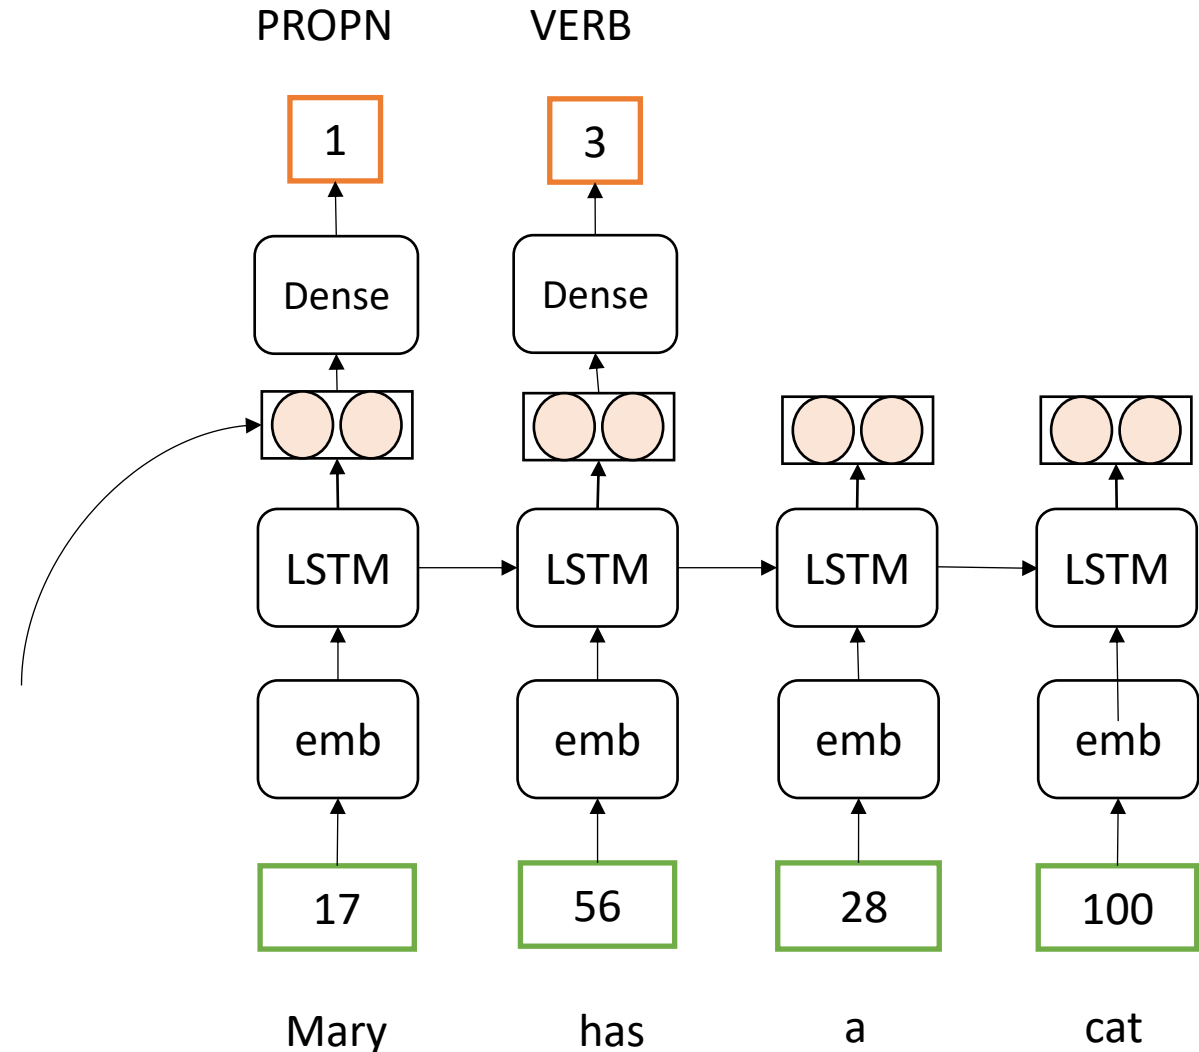 PROPN VERB
1 3
Dense Dense
LSTM LSTM LSTM LSTM
emb emb emb emb
17 56 28 100
Mary has a cat